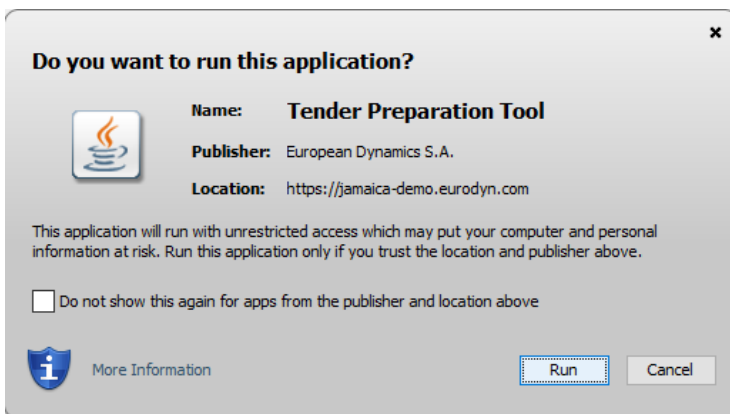 Do you want to run this application?
Name: Tender Preparation Tool
Publisher: European Dynamics S.A.
Location: https://jamaica-demo.eurodyn.com
This application will run with unrestricted access which may put your computer and personal
information at risk. Run this application only if you trust the location and publisher above.
Do not show this again for apps from the publisher and location above
More Information
Run Cancel